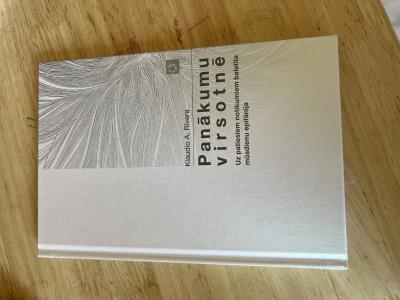 Klaudio A. Rivera
Panākumu
virsotnē
Uz patiesiem notikumiem balstīta
mūsdienu epifānija